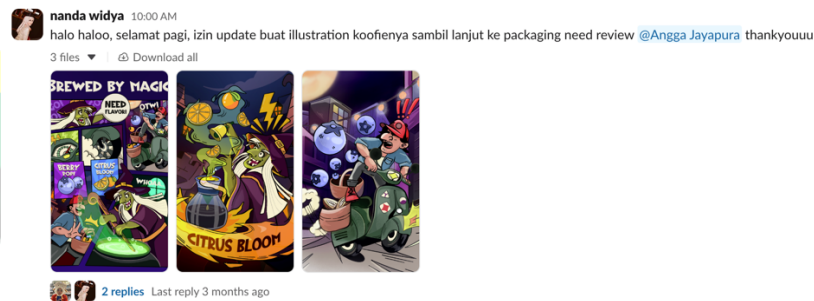 nanda widya 10:00 AM
halo haloo, selamat pagi, izin update buat illustration koofienya sambil lanjut ke packaging need review @Angga Jayapura thankyouuu
3 files Download all
BREWED BY MAGIC
NEED FLAVOR!
OTW!
BERRY POP!
CITRUS BLOOM
CITRUS BLOOM
2 replies Last reply 3 months ago